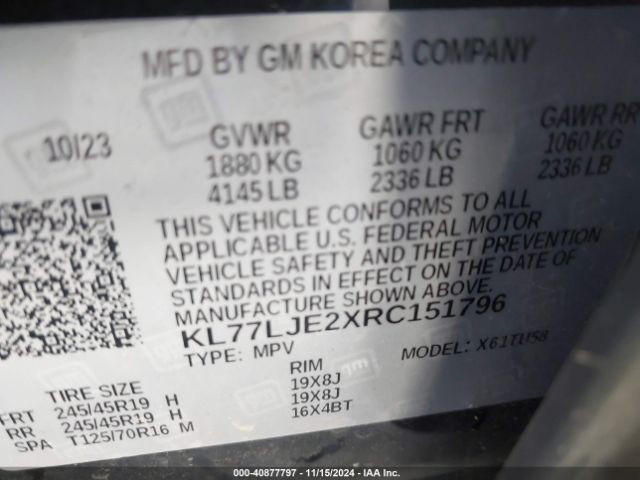 MFD BY GM KOREA COMPANY
10/23 GVWR GAWR FRT GAWR RR
1880 KG 1060 KG 1060 KG
4145 LB 2336 LB 2336 LB
THIS VEHICLE CONFORMS TO ALL
APPLICABLE U.S. FEDERAL MOTOR
VEHICLE SAFETY AND THEFT PREVENTION
STANDARDS IN EFFECT ON THE DATE OF
MANUFACTURE SHOWN ABOVE.
KL77LJE2XRC151796
TYPE: MPV MODEL:
TIRE SIZE RIM
FRT 245/45R19 H 19X8J
RR 245/45R19 H 19X8J
SPA T125/70R16 M 16X4BT
000-40877797 - 11/15/2024 - IAA Inc.